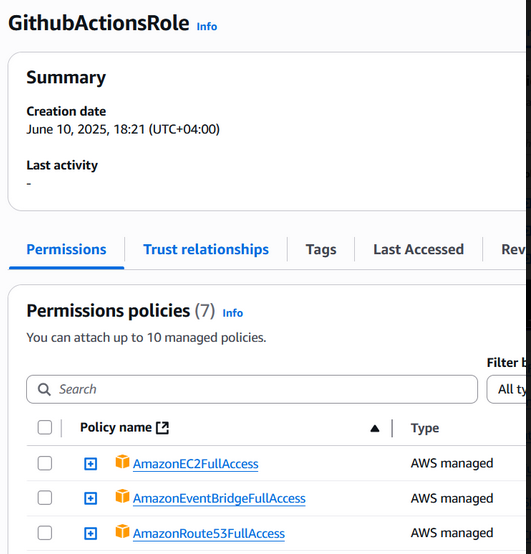 GithubActionsRole Info
Summary
Creation date
June 10, 2025, 18:21 (UTC+04:00)
Last activity
-
Permissions Trust relationships Tags Last Accessed Rev
Permissions policies (7) Info
You can attach up to 10 managed policies.
Filter b
Search All ty
Policy name Type
AmazonEC2FullAccess AWS managed
AmazonEventBridgeFullAccess AWS managed
AmazonRoute53FullAccess AWS managed